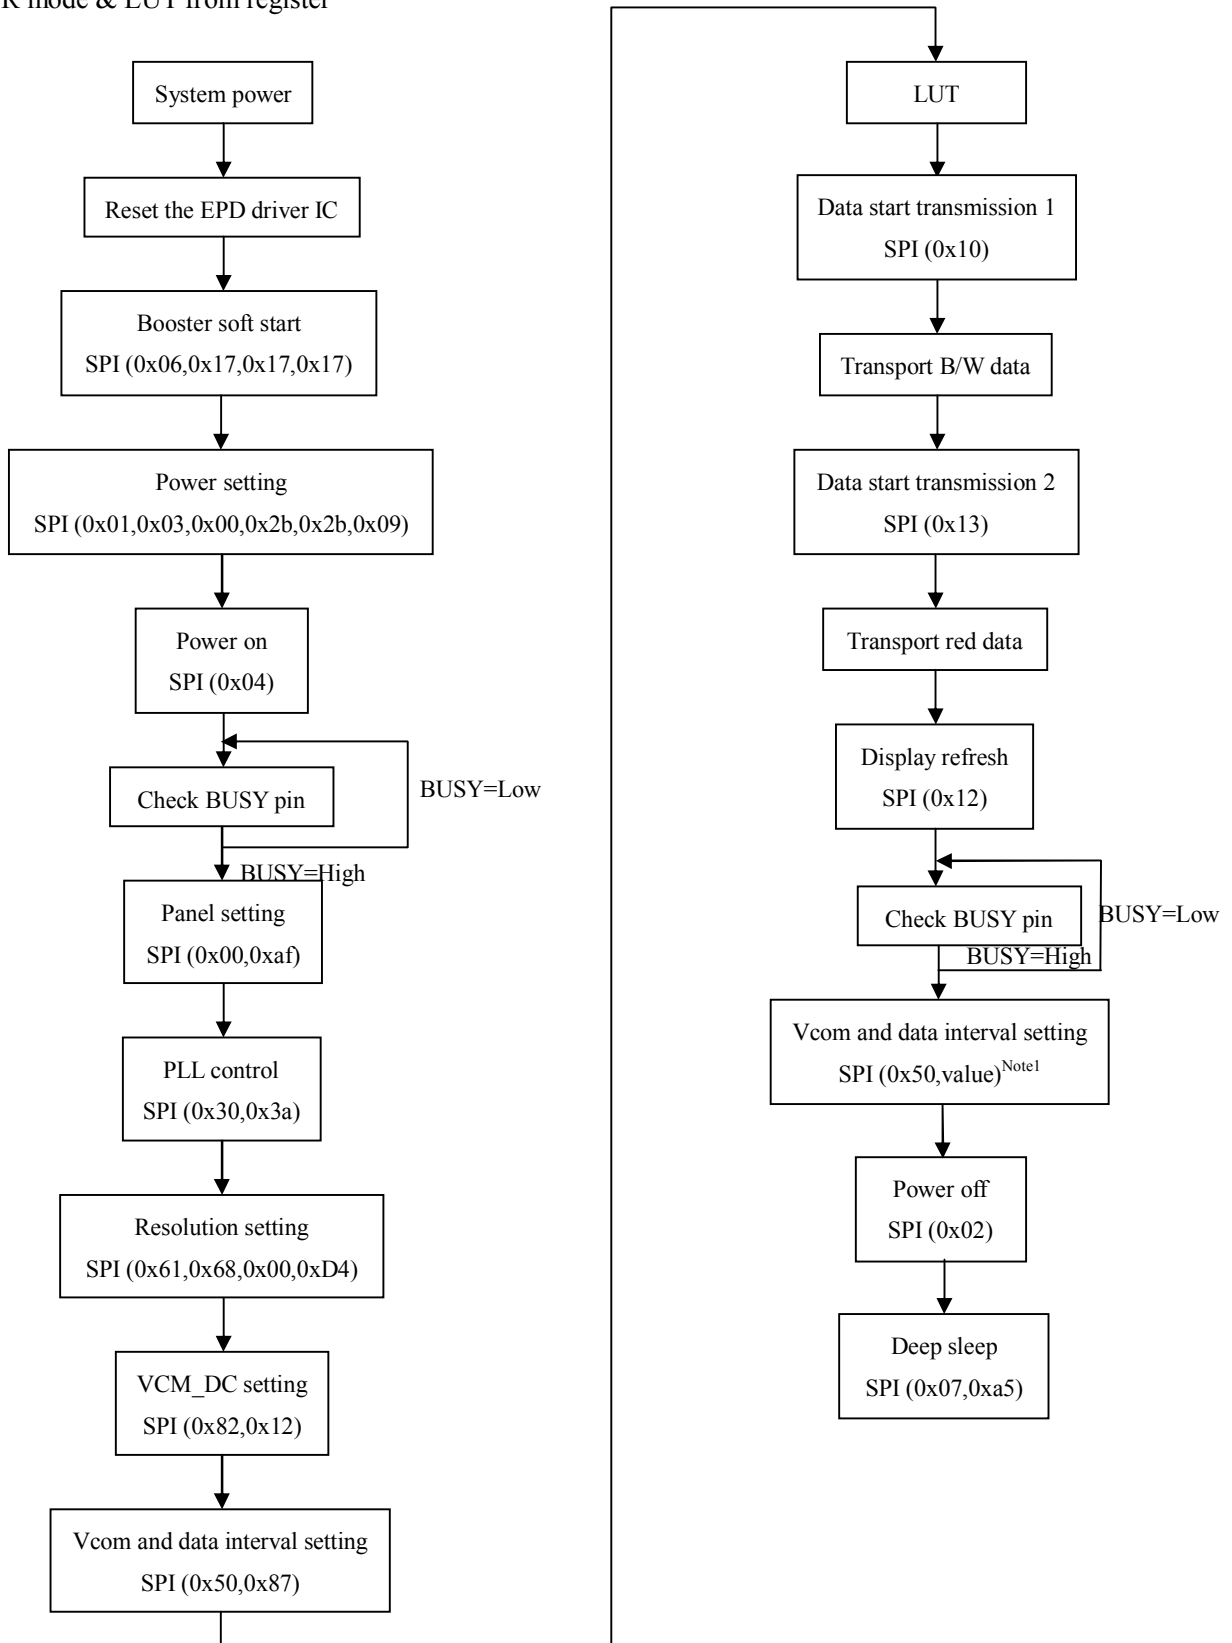 R mode & LUT from register
System power
Reset the EPD driver IC
Booster soft start
SPI (0x06,0x17,0x17,0x17)
Power setting
SPI (0x01,0x03,0x00,0x2b,0x2b,0x09)
Power on
SPI (0x04)
Check BUSY pin
BUSY=Low
BUSY=High
Panel setting
SPI (0x00,0xaf)
PLL control
SPI (0x30,0x3a)
Resolution setting
SPI (0x61,0x68,0x00,0xD4)
VCM_DC setting
SPI (0x82,0x12)
Vcom and data interval setting
SPI (0x50,0x87)
LUT
Data start transmission 1
SPI (0x10)
Transport B/W data
Data start transmission 2
SPI (0x13)
Transport red data
Display refresh
SPI (0x12)
Check BUSY pin
BUSY=Low
BUSY=High
Vcom and data interval setting
SPI (0x50,value)Note1
Power off
SPI (0x02)
Deep sleep
SPI (0x07,0xa5)